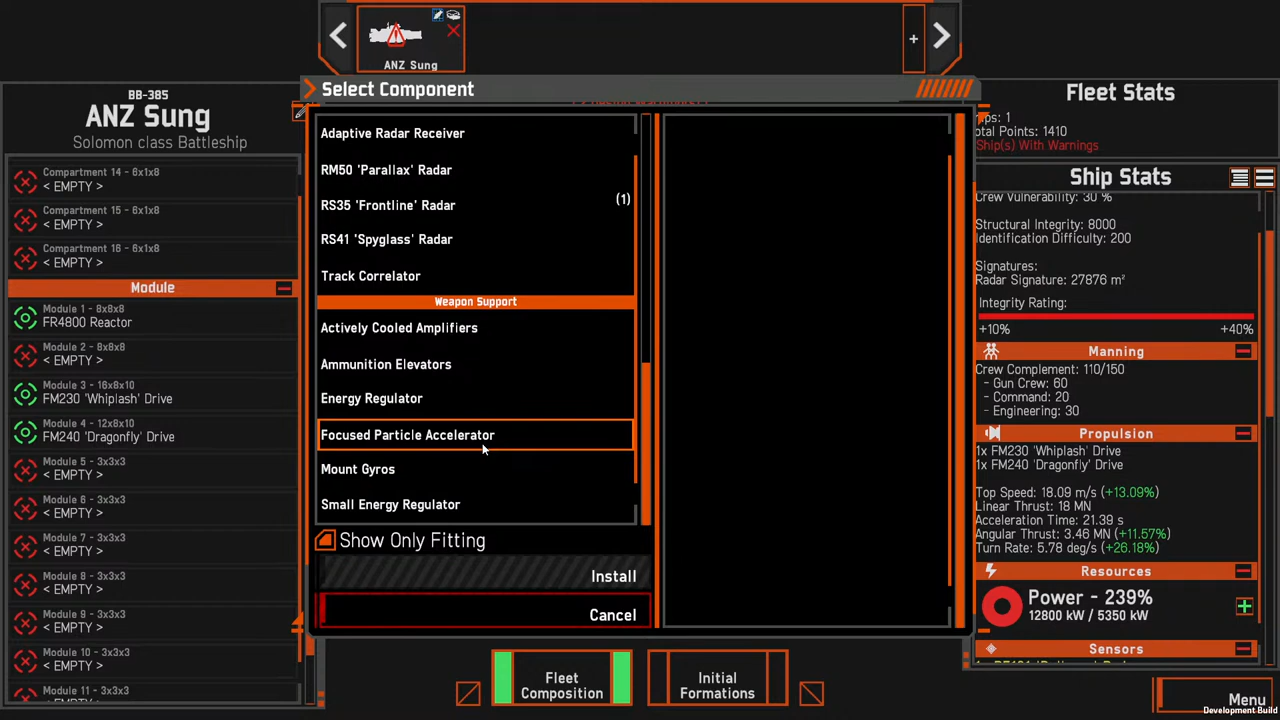 ANZ Sung
Select Component
BB-385
ANZ Sung
Solomon class Battleship
Compartment 14 - 6x1x8
< EMPTY >
Compartment 15 - 6x1x8
< EMPTY >
Compartment 16 - 6x1x8
< EMPTY >
Module
Module 1 - 8x8x8
FR4800 Reactor
Module 2 - 8x8x8
< EMPTY >
Module 3 - 16x8x10
FM230 'Whiplash' Drive
Module 4 - 12x8x10
FM240 'Dragonfly' Drive
Module 5 - 3x3x3
< EMPTY >
Module 6 - 3x3x3
< EMPTY >
Module 7 - 3x3x3
< EMPTY >
Module 8 - 3x3x3
< EMPTY >
Module 9 - 3x3x3
< EMPTY >
Module 10 - 3x3x3
< EMPTY >
Module 11 - 3x3x3
Adaptive Radar Receiver
RM50 'Parallax' Radar
RS35 'Frontline' Radar
(1)
RS41 'Spyglass' Radar
Track Correlator
Weapon Support
Actively Cooled Amplifiers
Ammunition Elevators
Energy Regulator
Focused Particle Accelerator
Mount Gyros
Small Energy Regulator
Show Only Fitting
Install
Cancel
Fleet Composition
Initial Formations
Fleet Stats
ips: 1
otal Points: 1410
Ship(s) With Warnings
Ship Stats
Crew Vulnerability: 30 %
Structural Integrity: 8000
Identification Difficulty: 200
Signatures:
Radar Signature: 27876 m²
Integrity Rating:
+10%
+40%
Manning
Crew Complement: 110/150
- Gun Crew: 60
- Command: 20
- Engineering: 30
Propulsion
1x FM230 'Whiplash' Drive
1x FM240 'Dragonfly' Drive
Top Speed: 18.09 m/s (+13.09%)
Linear Thrust: 18 MN
Acceleration Time: 21.39 s
Angular Thrust: 3.46 MN (+11.57%)
Turn Rate: 5.78 deg/s (+26.18%)
Resources
Power - 239%
12800 kW / 5350 kW
Sensors
Menu
Development Build